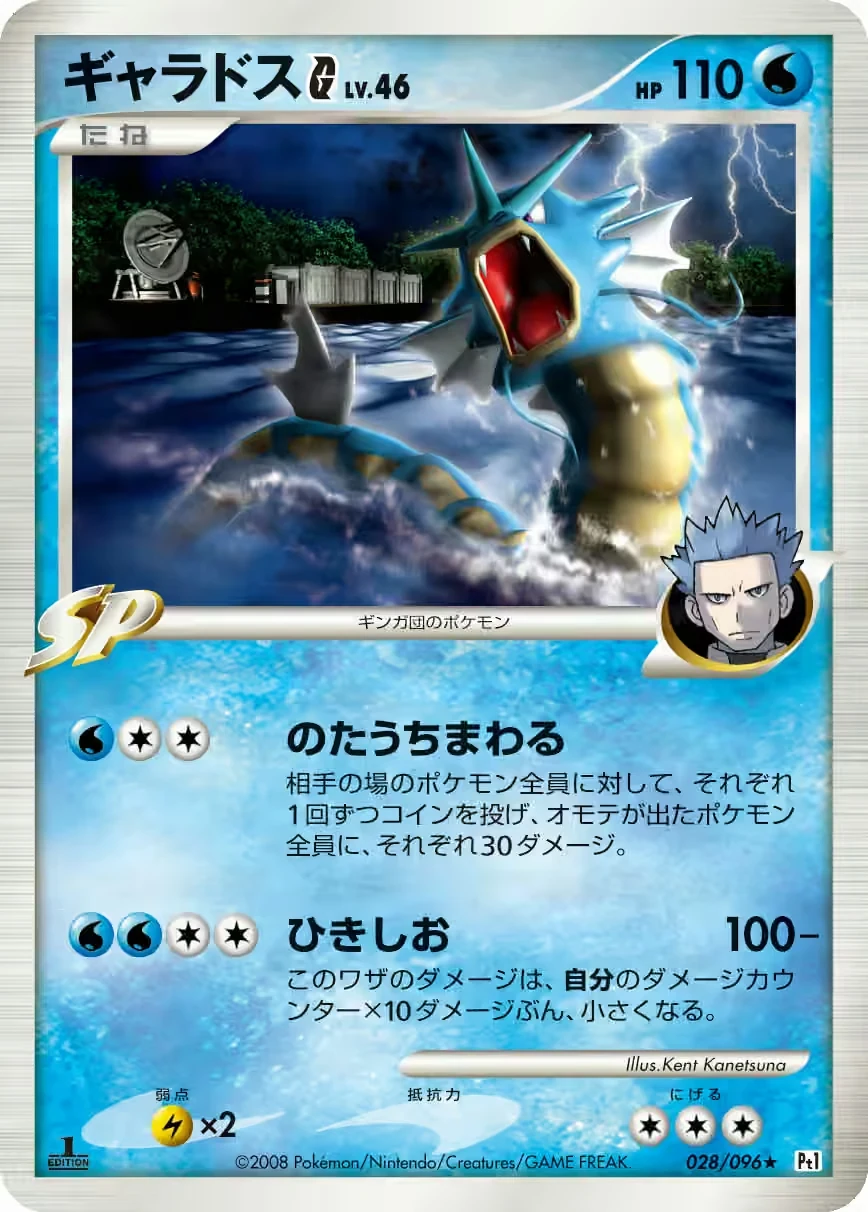 ギャラドスG LV.46 HP 110
たね
SP
ギンガ団のポケモン
のたうちまわる
相手の場のポケモン全員に対して、それぞれ
1回ずつコインを投げ、オモテが出たポケモン
全員に、それぞれ30ダメージ。
ひきしお 100−
このワザのダメージは、自分のダメージカウ
ンター×10ダメージぶん、小さくなる。
Illus.Kent Kanetsuna
弱点 抵抗力 にげる
×2
1 EDITION ©2008 Pokémon/Nintendo/Creatures/GAME FREAK. 028/096★ Pt1